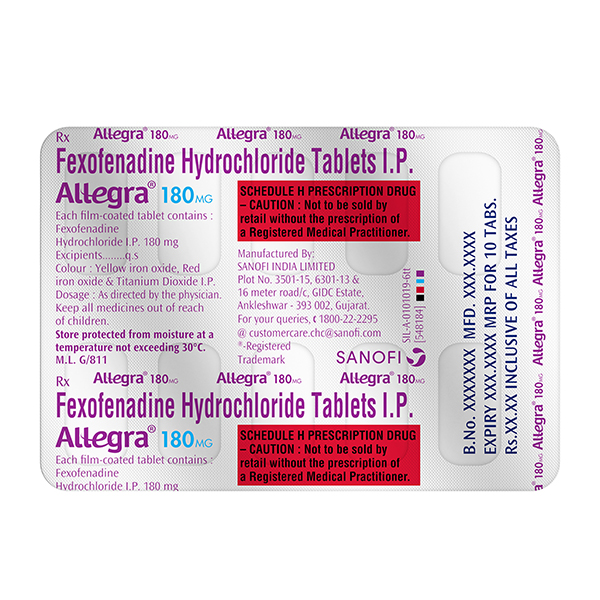 Rx Allegra® 180MG Allegra® 180MG Allegra® 180MG
Fexofenadine Hydrochloride Tablets I.P.
Allegra® 180 MG
Each film-coated tablet contains :
Fexofenadine
Hydrochloride I.P. 180 mg
Excipients........q.s
Colour : Yellow iron oxide, Red
iron oxide & Titanium Dioxide I.P.
Dosage : As directed by the physician.
Keep all medicines out of reach
of children.
Store protected from moisture at a
temperature not exceeding 30°C.
M.L. G/811
SCHEDULE H PRESCRIPTION DRUG
– CAUTION : Not to be sold by
retail without the prescription of
a Registered Medical Practitioner.
Manufactured By:
SANOFI INDIA LIMITED
Plot No. 3501-15, 6301-13 &
16 meter road/c, GIDC Estate,
Ankleshwar - 393 002, Gujarat.
For your queries, ✆ 1800-22-2295
@ customercare.chc@sanofi.com
®-Registered
Trademark
SANOFI
SIL-A-0101019-6tt
[548184]
Rx Allegra® 180MG Allegra® 180MG Allegra® 180MG
Fexofenadine Hydrochloride Tablets I.P.
Allegra® 180 MG
Each film-coated tablet contains :
Fexofenadine
Hydrochloride I.P. 180 mg
SCHEDULE H PRESCRIPTION DRUG
– CAUTION : Not to be sold by
retail without the prescription of
a Registered Medical Practitioner.
B.No. XXXXXXX MFD. XXX.XXXX
EXPIRY XXX.XXXX MRP FOR 10 TABS.
Rs.XX.XX INCLUSIVE OF ALL TAXES
a® 180MG Allegra® 180MG Allegra® 180MG Allegra® 180MG